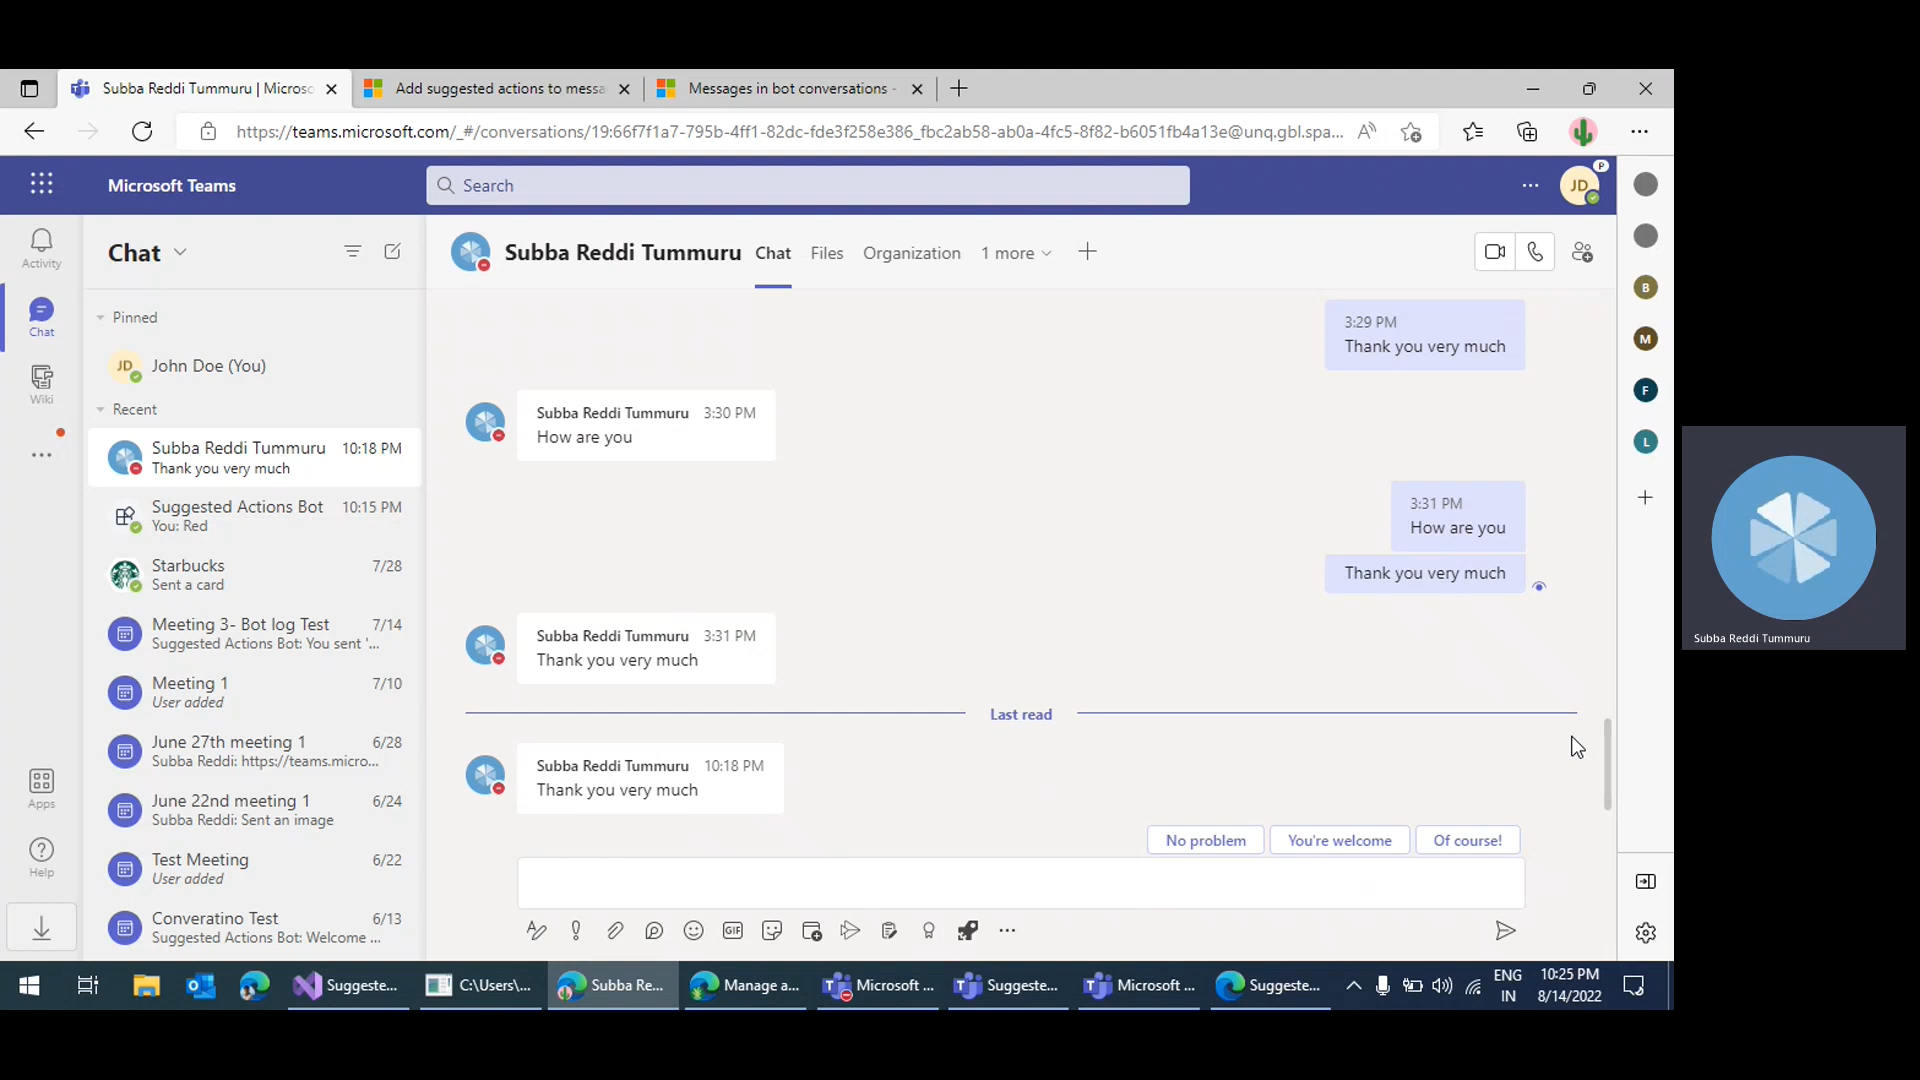 Subba Reddi Tummuru | Microso
Add suggested actions to messa
Messages in bot conversations -
https://teams.microsoft.com/_#/conversations/19:66f7f1a7-795b-4ff1-82dc-fde3f258e386_fbc2ab58-ab0a-4fc5-8f82-b6051fb4a13e@unq.gbl.spa...
Microsoft Teams
Search
JD
P
Activity
Chat
Wiki
Apps
Help
Chat
Pinned
JD
John Doe (You)
Recent
Subba Reddi Tummuru 10:18 PM
Thank you very much
Suggested Actions Bot 10:15 PM
You: Red
Starbucks 7/28
Sent a card
Meeting 3- Bot log Test 7/14
Suggested Actions Bot: You sent '...
Meeting 1 7/10
User added
June 27th meeting 1 6/28
Subba Reddi: https://teams.micro...
June 22nd meeting 1 6/24
Subba Reddi: Sent an image
Test Meeting 6/22
User added
Converatino Test 6/13
Suggested Actions Bot: Welcome ...
Subba Reddi Tummuru Chat Files Organization 1 more
3:29 PM
Thank you very much
Subba Reddi Tummuru 3:30 PM
How are you
3:31 PM
How are you
Thank you very much
Subba Reddi Tummuru 3:31 PM
Thank you very much
Last read
Subba Reddi Tummuru 10:18 PM
Thank you very much
No problem You're welcome Of course!
GIF
B
M
F
L
Subba Reddi Tummuru
Suggeste...
C:\Users\...
Subba Re...
Manage a...
Microsoft ...
Suggeste...
Microsoft ...
Suggeste...
ENG
IN
10:25 PM
8/14/2022